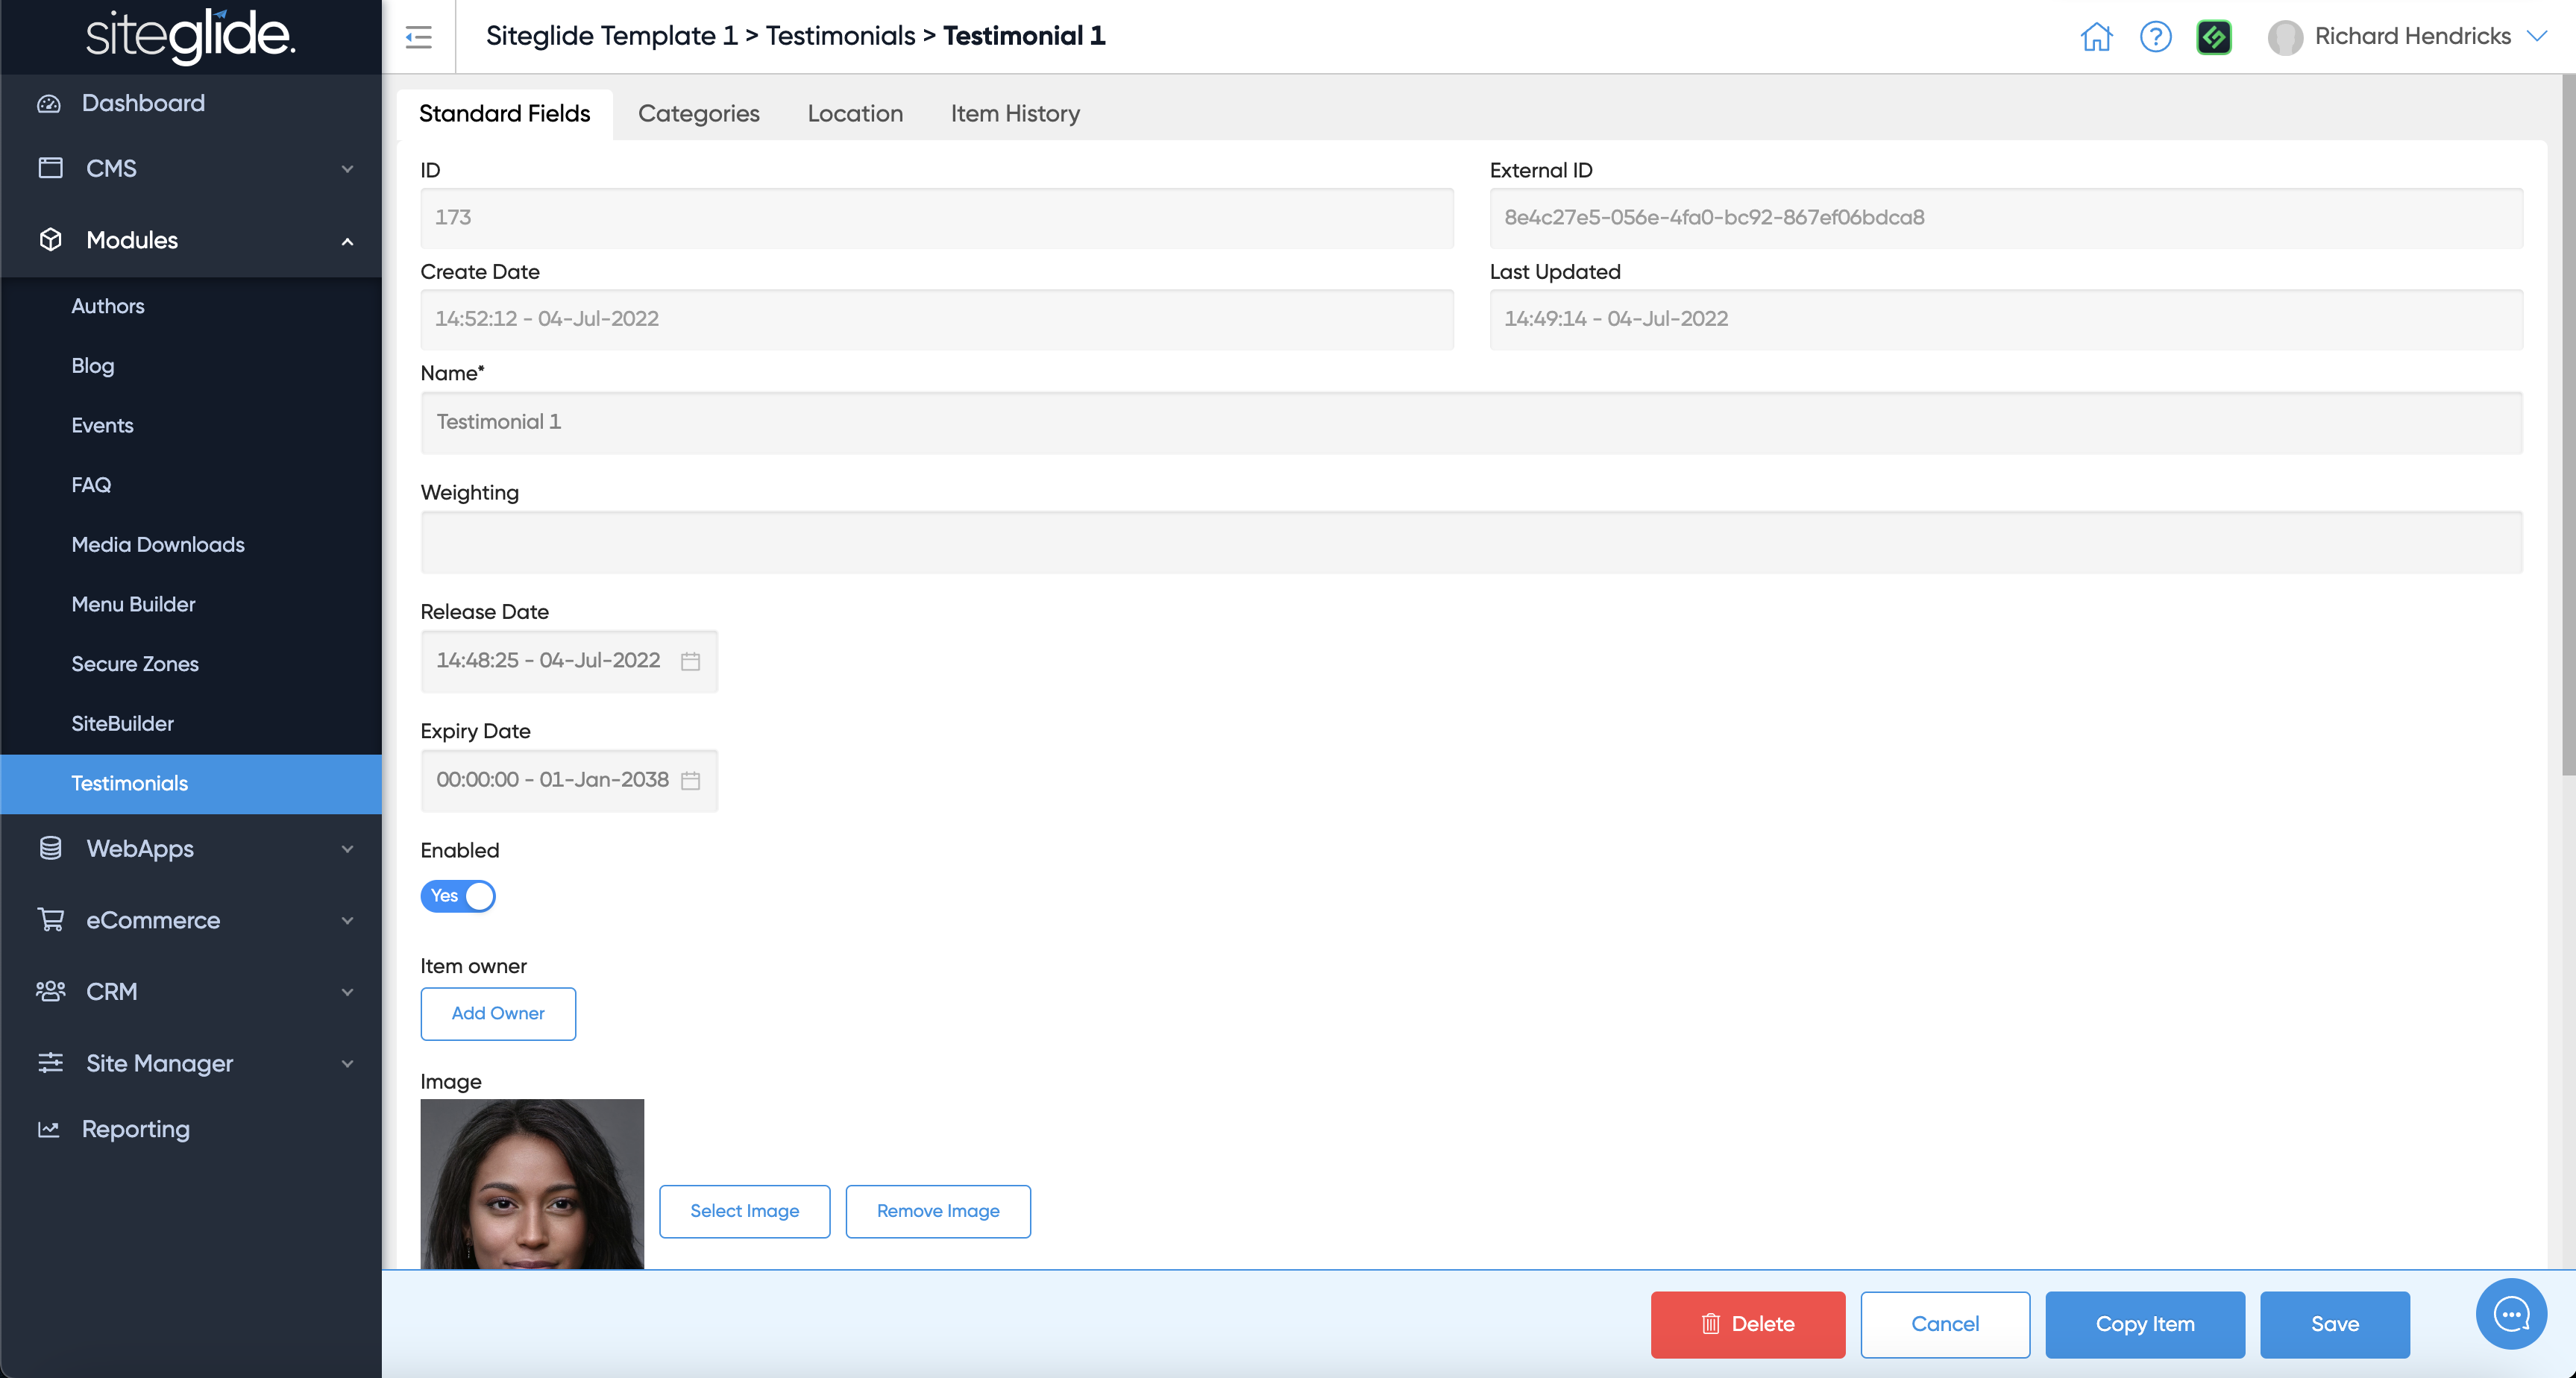 siteglide.
Siteglide Template 1 > Testimonials > Testimonial 1
Richard Hendricks
Dashboard
CMS
Modules
Authors
Blog
Events
FAQ
Media Downloads
Menu Builder
Secure Zones
SiteBuilder
Testimonials
WebApps
eCommerce
CRM
Site Manager
Reporting
Standard Fields Categories Location Item History
ID
173
External ID
8e4c27e5-056e-4fa0-bc92-867ef06bdca8
Create Date
14:52:12 - 04-Jul-2022
Last Updated
14:49:14 - 04-Jul-2022
Name*
Testimonial 1
Weighting
Release Date
14:48:25 - 04-Jul-2022
Expiry Date
00:00:00 - 01-Jan-2038
Enabled
Yes
Item owner
Add Owner
Image
Select Image Remove Image
Delete Cancel Copy Item Save